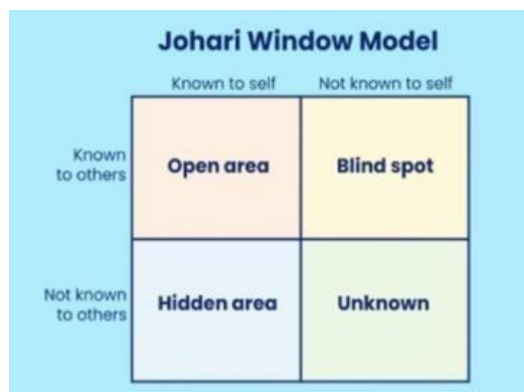 Johari Window Model
Known to self
Not known to self
Known
to others
Open area
Blind spot
Not known
to others
Hidden area
Unknown